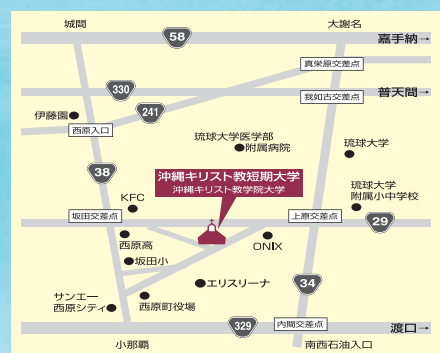 城間
大謝名
58
嘉手納→
真栄原交差点
330
普天間→
我如古交差点
241
伊藤園
西原入口
琉球大学医学部
附属病院
琉球大学
38
沖縄キリスト教短期大学
沖縄キリスト教学院大学
KFC
琉球大学
附属小中学校
坂田交差点
上原交差点
29
西原高
ONIX
坂田小
エリスリーナ
34
サンエー
西原シティ
西原町役場
329
内間交差点
渡口→
小那覇
南西石油入口